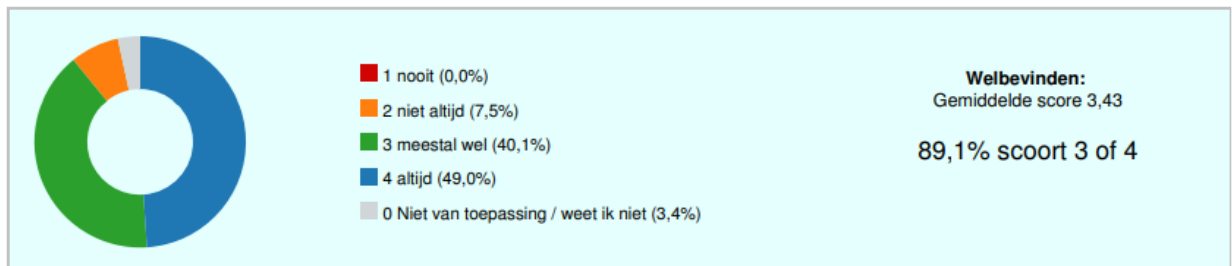 1 nooit (0,0%)
2 niet altijd (7,5%)
3 meestal wel (40,1%)
4 altijd (49,0%)
0 Niet van toepassing / weet ik niet (3,4%)
Welbevinden:
Gemiddelde score 3,43
89,1% scoort 3 of 4